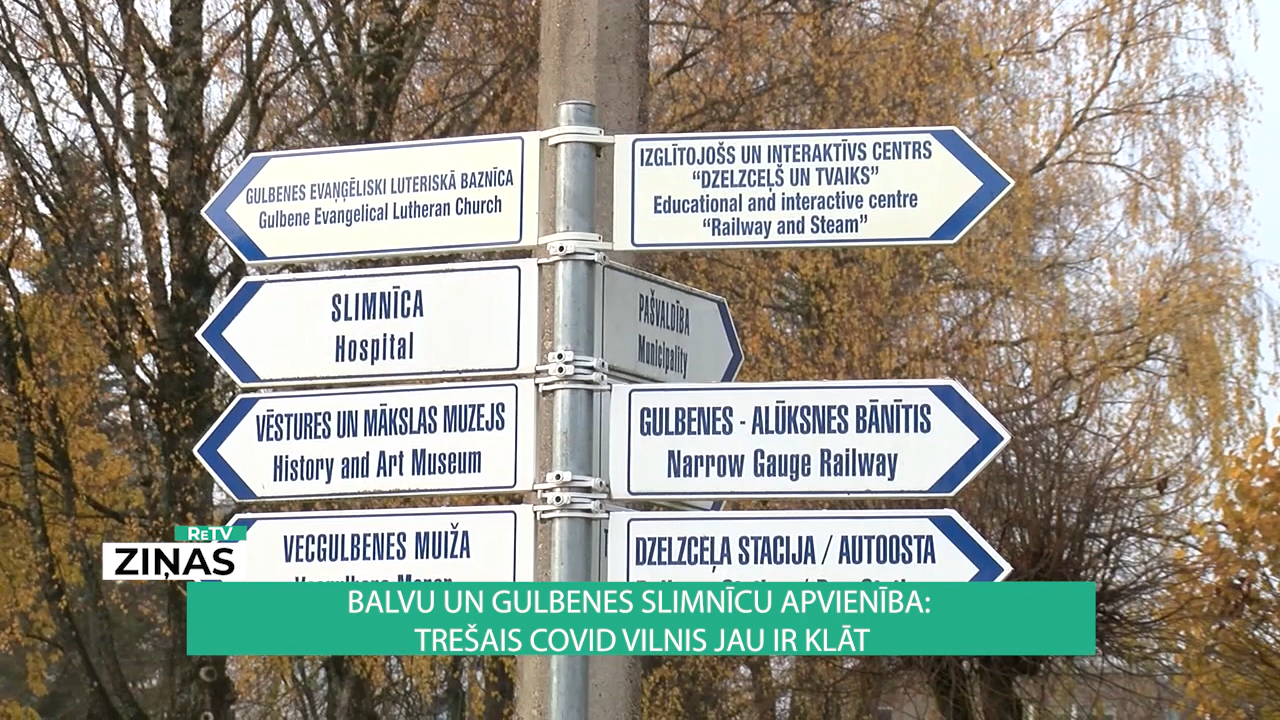 GULBENES EVAŅĢĒLISKI LUTERISKĀ BAZNĪCA
Gulbene Evangelical Lutheran Church
IZGLĪTOJOŠS UN INTERAKTĪVS CENTRS
“DZELZCEĻŠ UN TVAIKS”
Educational and interactive centre
“Railway and Steam”
SLIMNĪCA
Hospital
PAŠVALDĪBA
Municipality
VĒSTURES UN MĀKSLAS MUZEJS
History and Art Museum
GULBENES - ALŪKSNES BĀNĪTIS
Narrow Gauge Railway
VECGULBENES MUIŽA
DZELZCEĻA STACIJA / AUTOOSTA
RETV
ZIŅAS
BALVU UN GULBENES SLIMNĪCU APVIENĪBA:
TREŠAIS COVID VILNIS JAU IR KLĀT